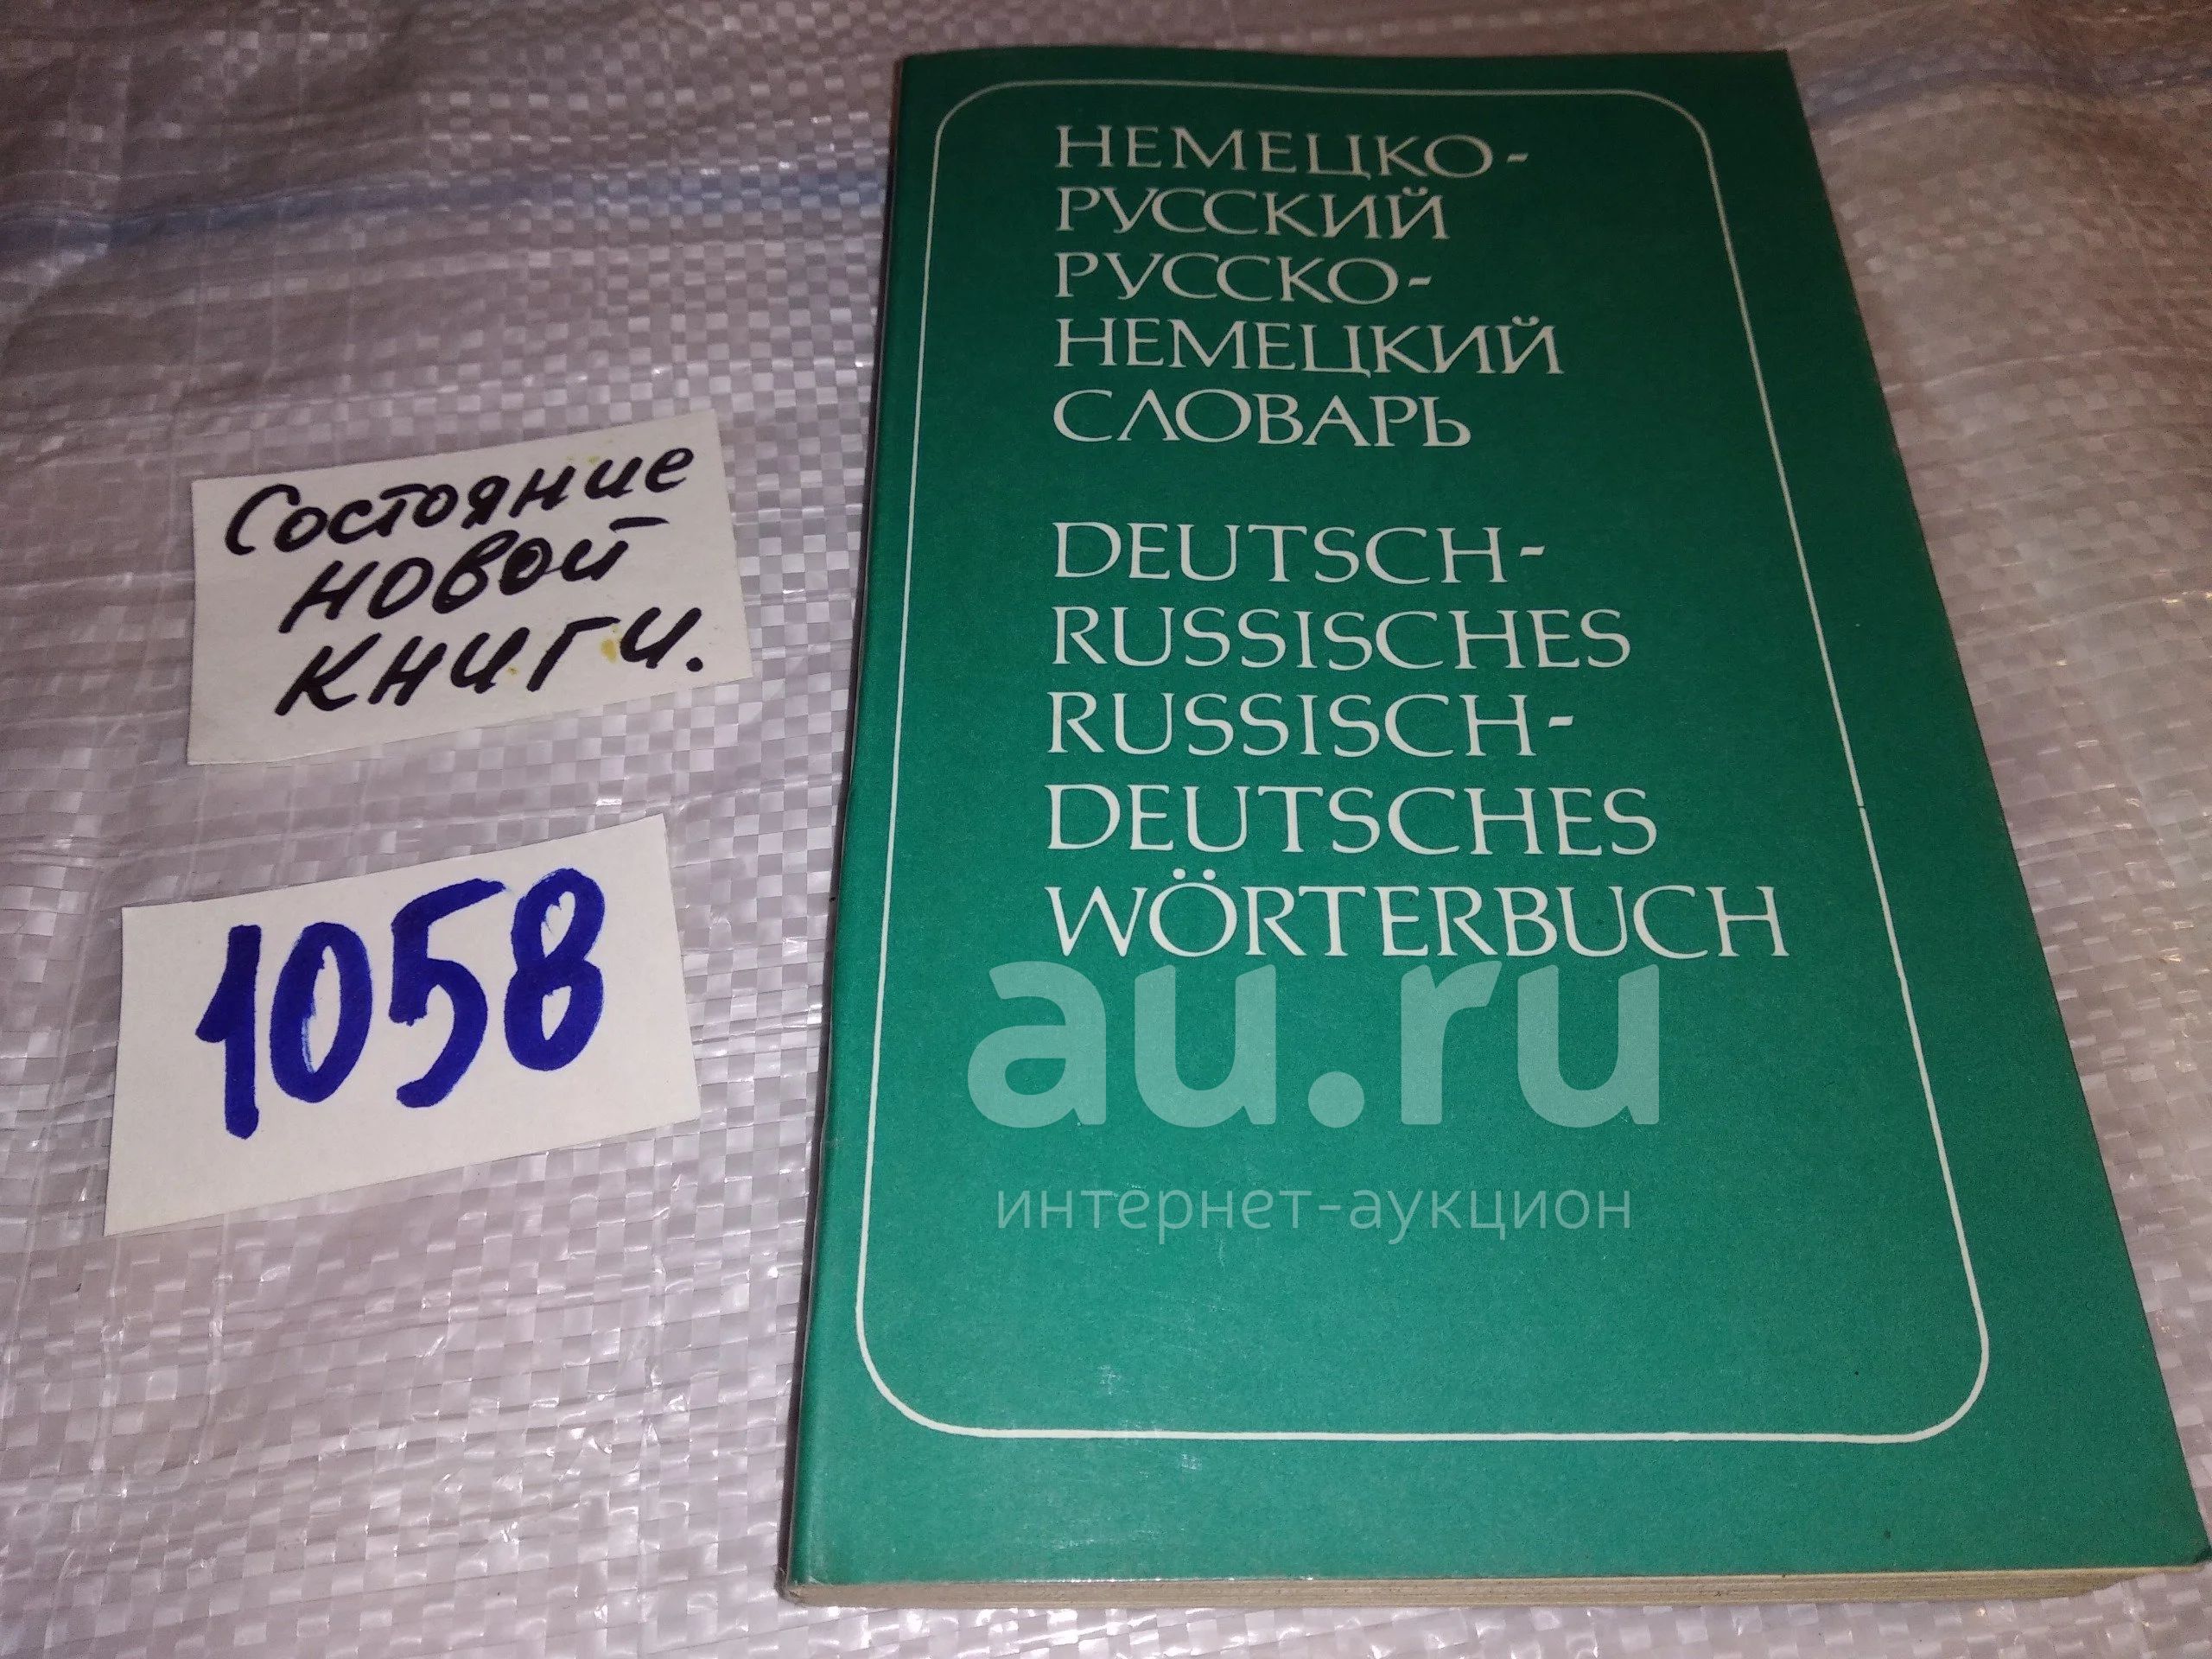 Состояние
новой
книги.
1058
НЕМЕЦКО-
РУССКИЙ
РУССКО-
НЕМЕЦКИЙ
СЛОВАРЬ
DEUTSCH-
RUSSISCHES
RUSSISCH-
DEUTSCHES
WÖRTERBUCH
au.ru
интернет-аукцион